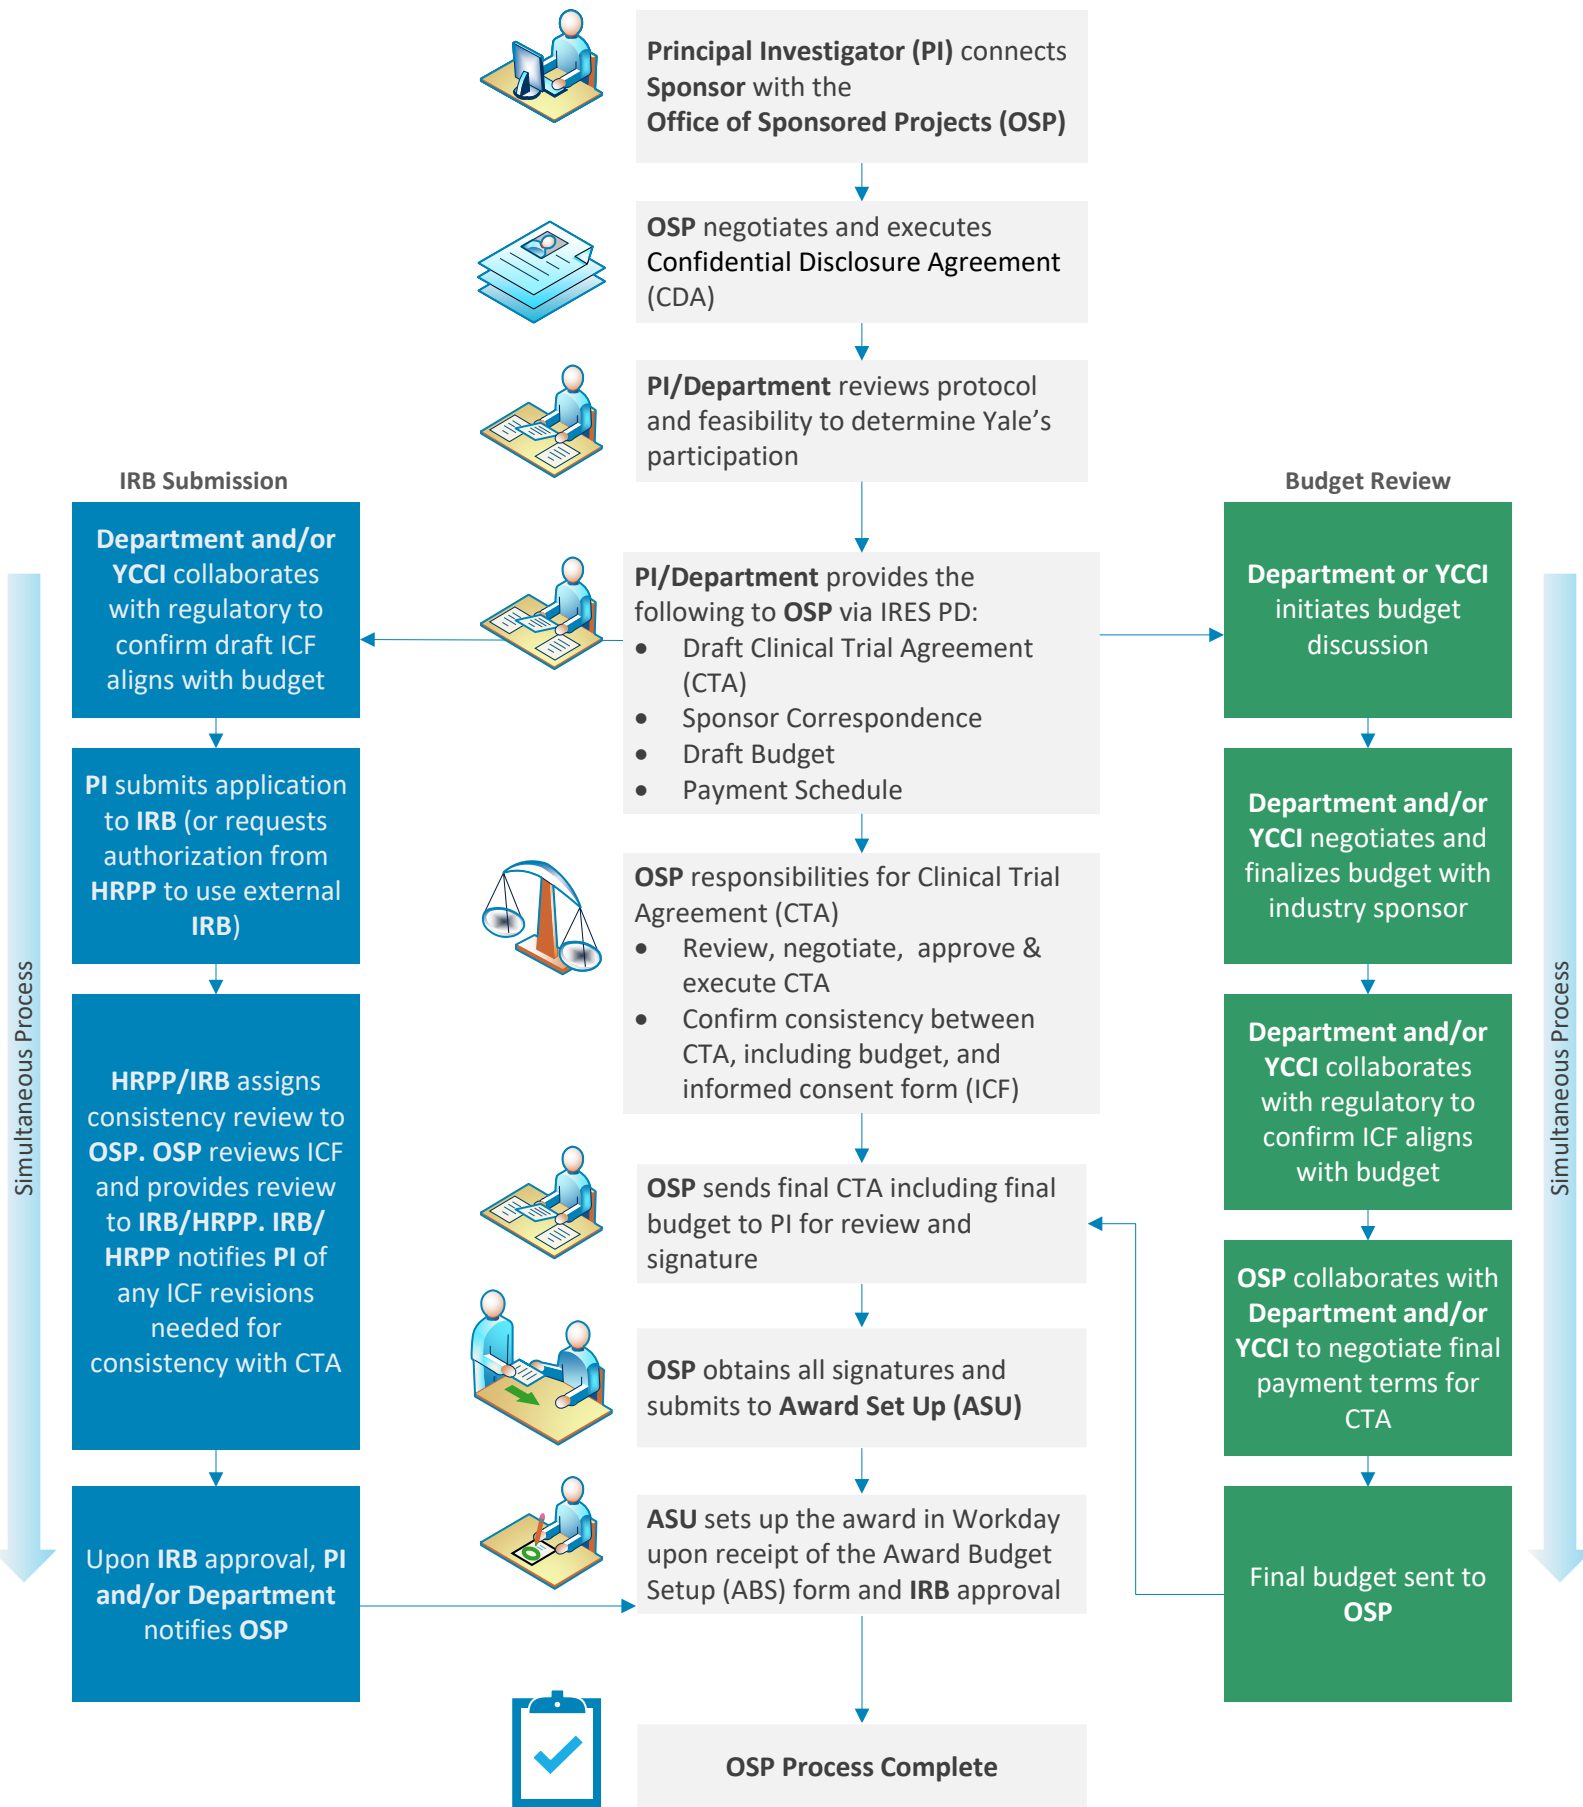 Principal Investigator (PI) connects
Sponsor with the
Office of Sponsored Projects (OSP)
OSP negotiates and executes
Confidential Disclosure Agreement
(CDA)
PI/Department reviews protocol
and feasibility to determine Yale’s
participation
IRB Submission
Department and/or
YCCI collaborates
with regulatory to
confirm draft ICF
aligns with budget
PI submits application
to IRB (or requests
authorization from
HRPP to use external
IRB)
HRPP/IRB assigns
consistency review to
OSP. OSP reviews ICF
and provides review
to IRB/HRPP. IRB/
HRPP notifies PI of
any ICF revisions
needed for
consistency with CTA
Upon IRB approval, PI
and/or Department
notifies OSP
Simultaneous Process
PI/Department provides the
following to OSP via IRES PD:
• Draft Clinical Trial Agreement
(CTA)
• Sponsor Correspondence
• Draft Budget
• Payment Schedule
OSP responsibilities for Clinical Trial
Agreement (CTA)
• Review, negotiate, approve &
execute CTA
• Confirm consistency between
CTA, including budget, and
informed consent form (ICF)
OSP sends final CTA including final
budget to PI for review and
signature
OSP obtains all signatures and
submits to Award Set Up (ASU)
ASU sets up the award in Workday
upon receipt of the Award Budget
Setup (ABS) form and IRB approval
OSP Process Complete
Budget Review
Department or YCCI
initiates budget
discussion
Department and/or
YCCI negotiates and
finalizes budget with
industry sponsor
Department and/or
YCCI collaborates
with regulatory to
confirm ICF aligns
with budget
OSP collaborates with
Department and/or
YCCI to negotiate final
payment terms for
CTA
Final budget sent to
OSP
Simultaneous Process